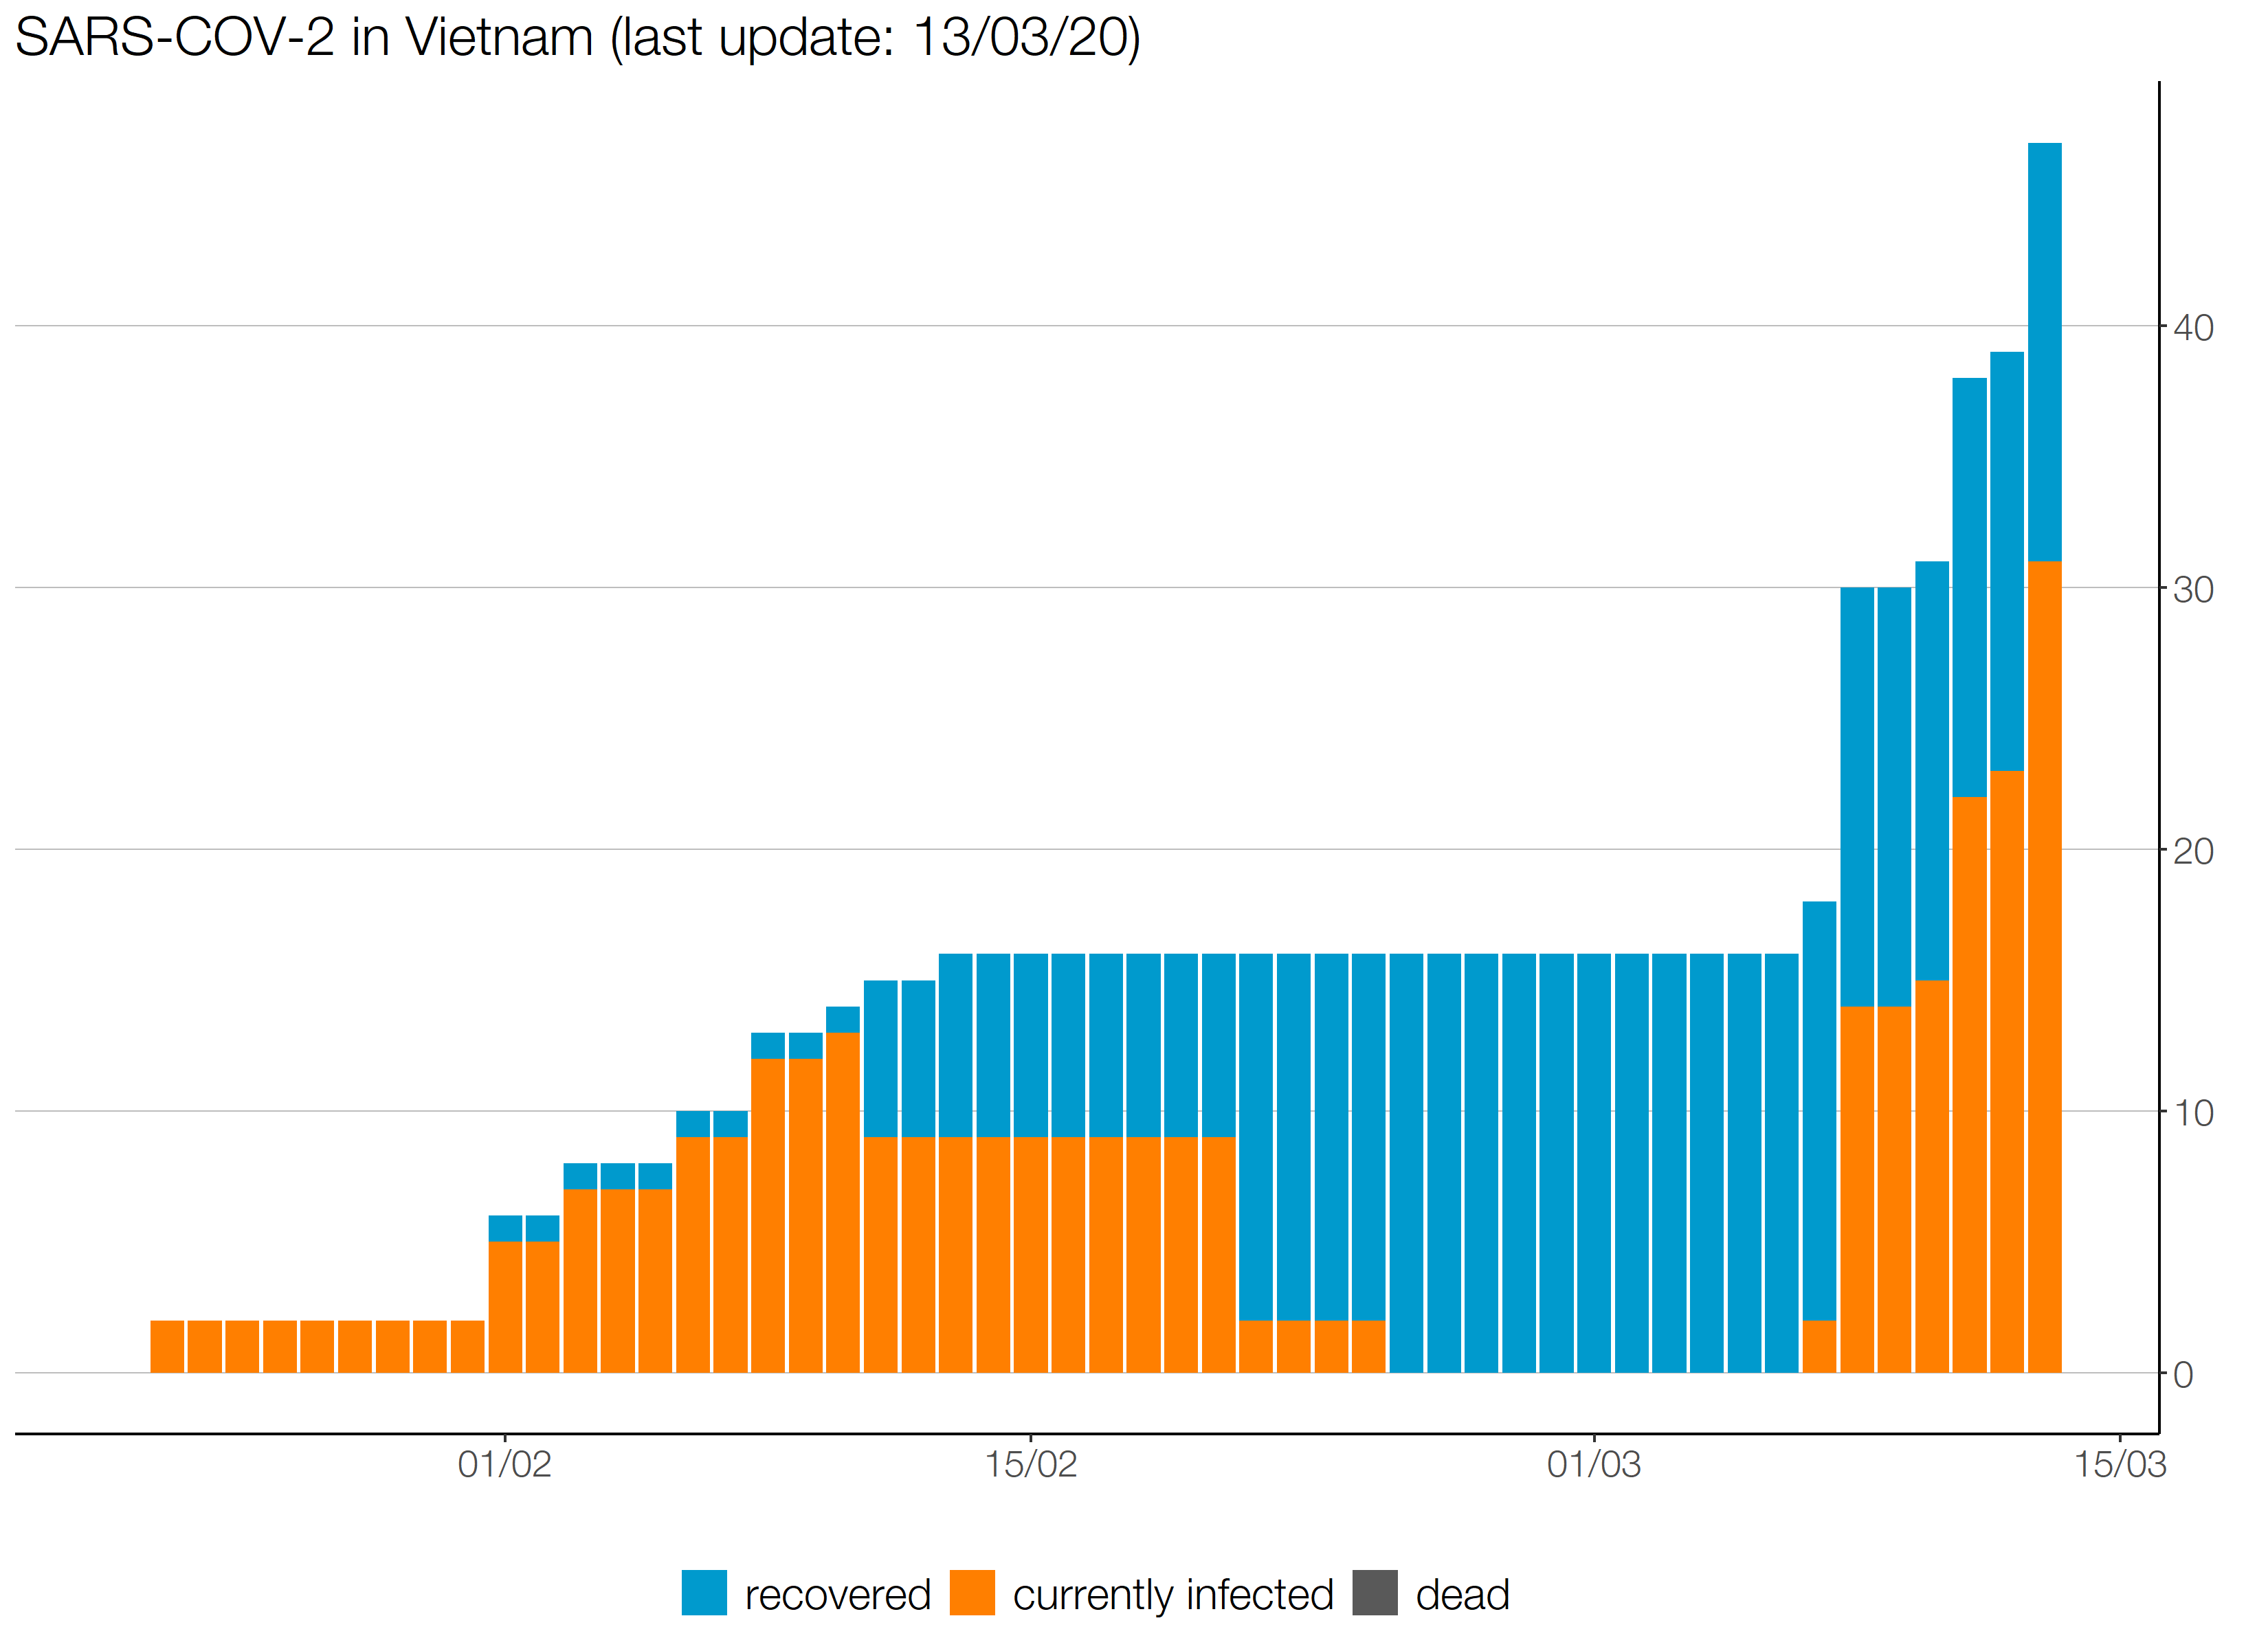 SARS-COV-2 in Vietnam (last update: 13/03/20)
40
30
20
10
0
01/02 15/02 01/03 15/03
recovered currently infected dead